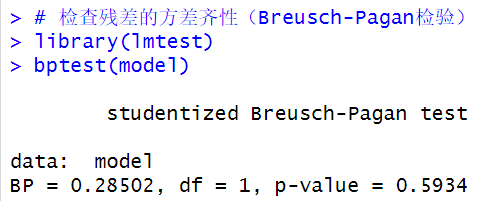 > # 检查残差的方差齐性（Breusch-Pagan检验）
> library(lmtest)
> bptest(model)
studentized Breusch-Pagan test
data:  model
BP = 0.28502, df = 1, p-value = 0.5934